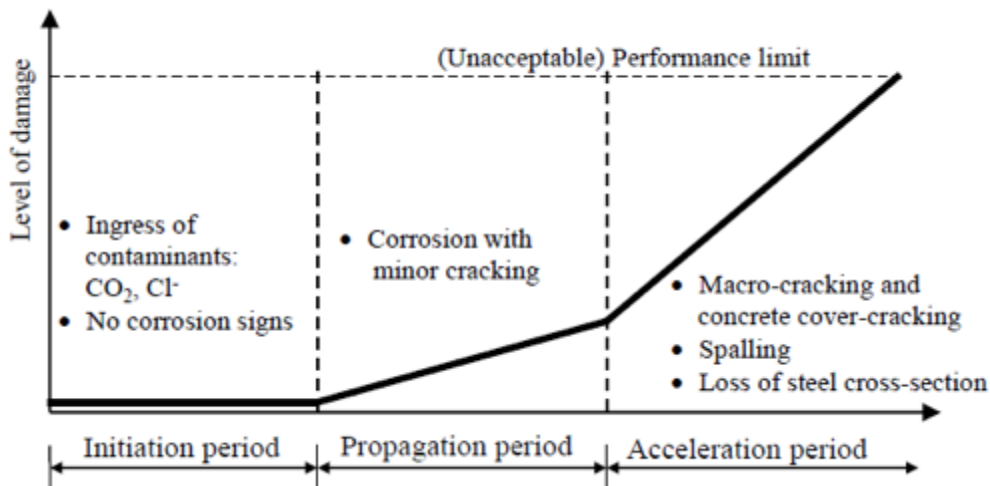 (Unacceptable) Performance limit
Level of damage
• Ingress of
contaminants:
CO₂, Cl⁻
• No corrosion signs
• Corrosion with
minor cracking
• Macro-cracking and
concrete cover-cracking
• Spalling
• Loss of steel cross-section
Initiation period
Propagation period
Acceleration period